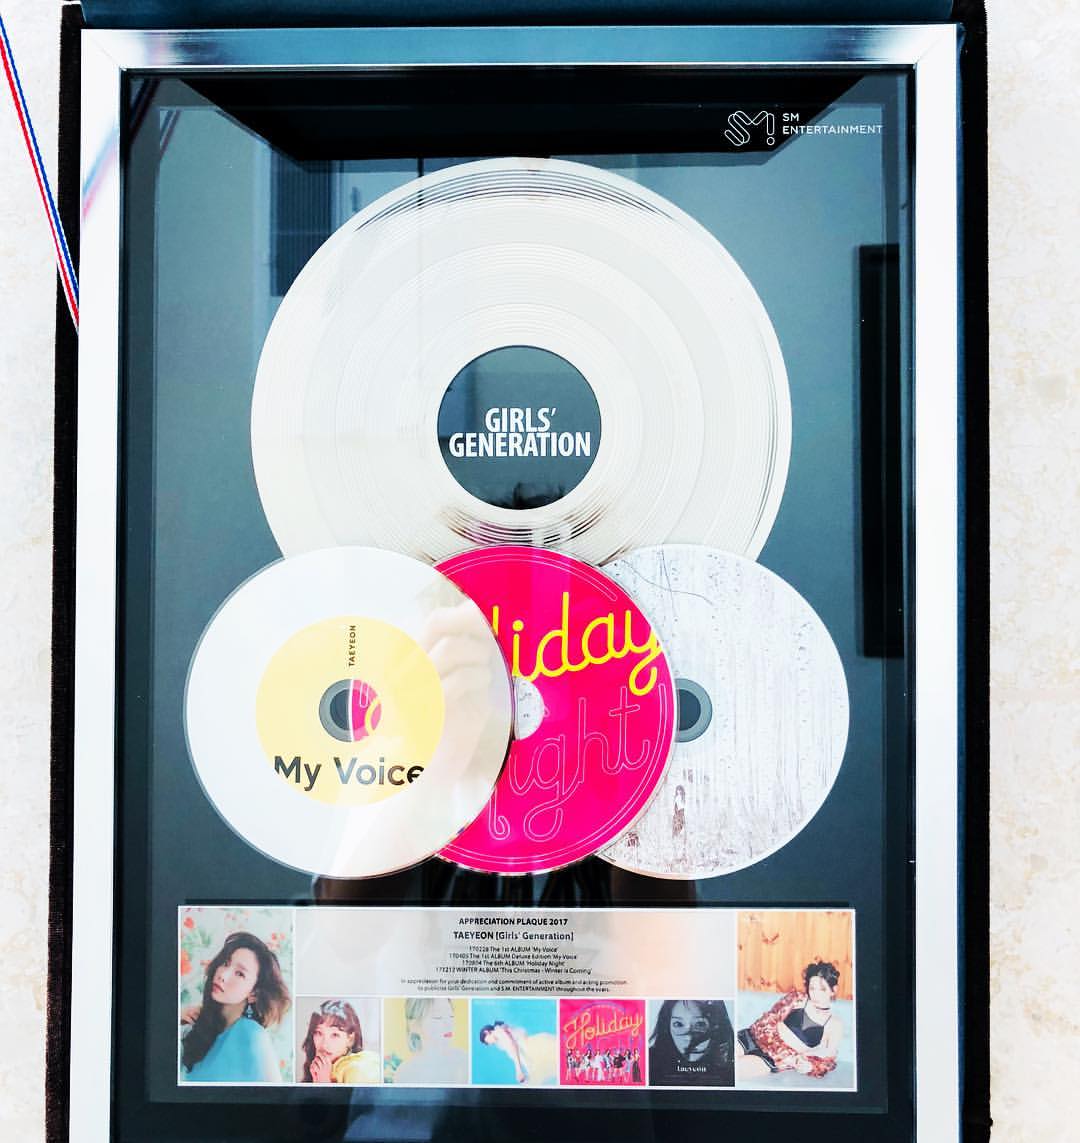 SM
ENTERTAINMENT
GIRLS'
GENERATION
TAEYEON
My Voice
liday
ight
APPRECIATION PLAQUE 2017
TAEYEON [Girls' Generation]
170228 The 1st ALBUM 'My Voice'
170405 The 1st ALBUM Deluxe Edition 'My Voice'
170804 The 6th ALBUM 'Holiday Night'
171212 WINTER ALBUM 'This Christmas - Winter is Coming'
In appreciation for your dedication and commitment of active album and acting promotion
to publicize Girls' Generation and S.M. ENTERTAINMENT throughout the years.
Holiday
taeyeon